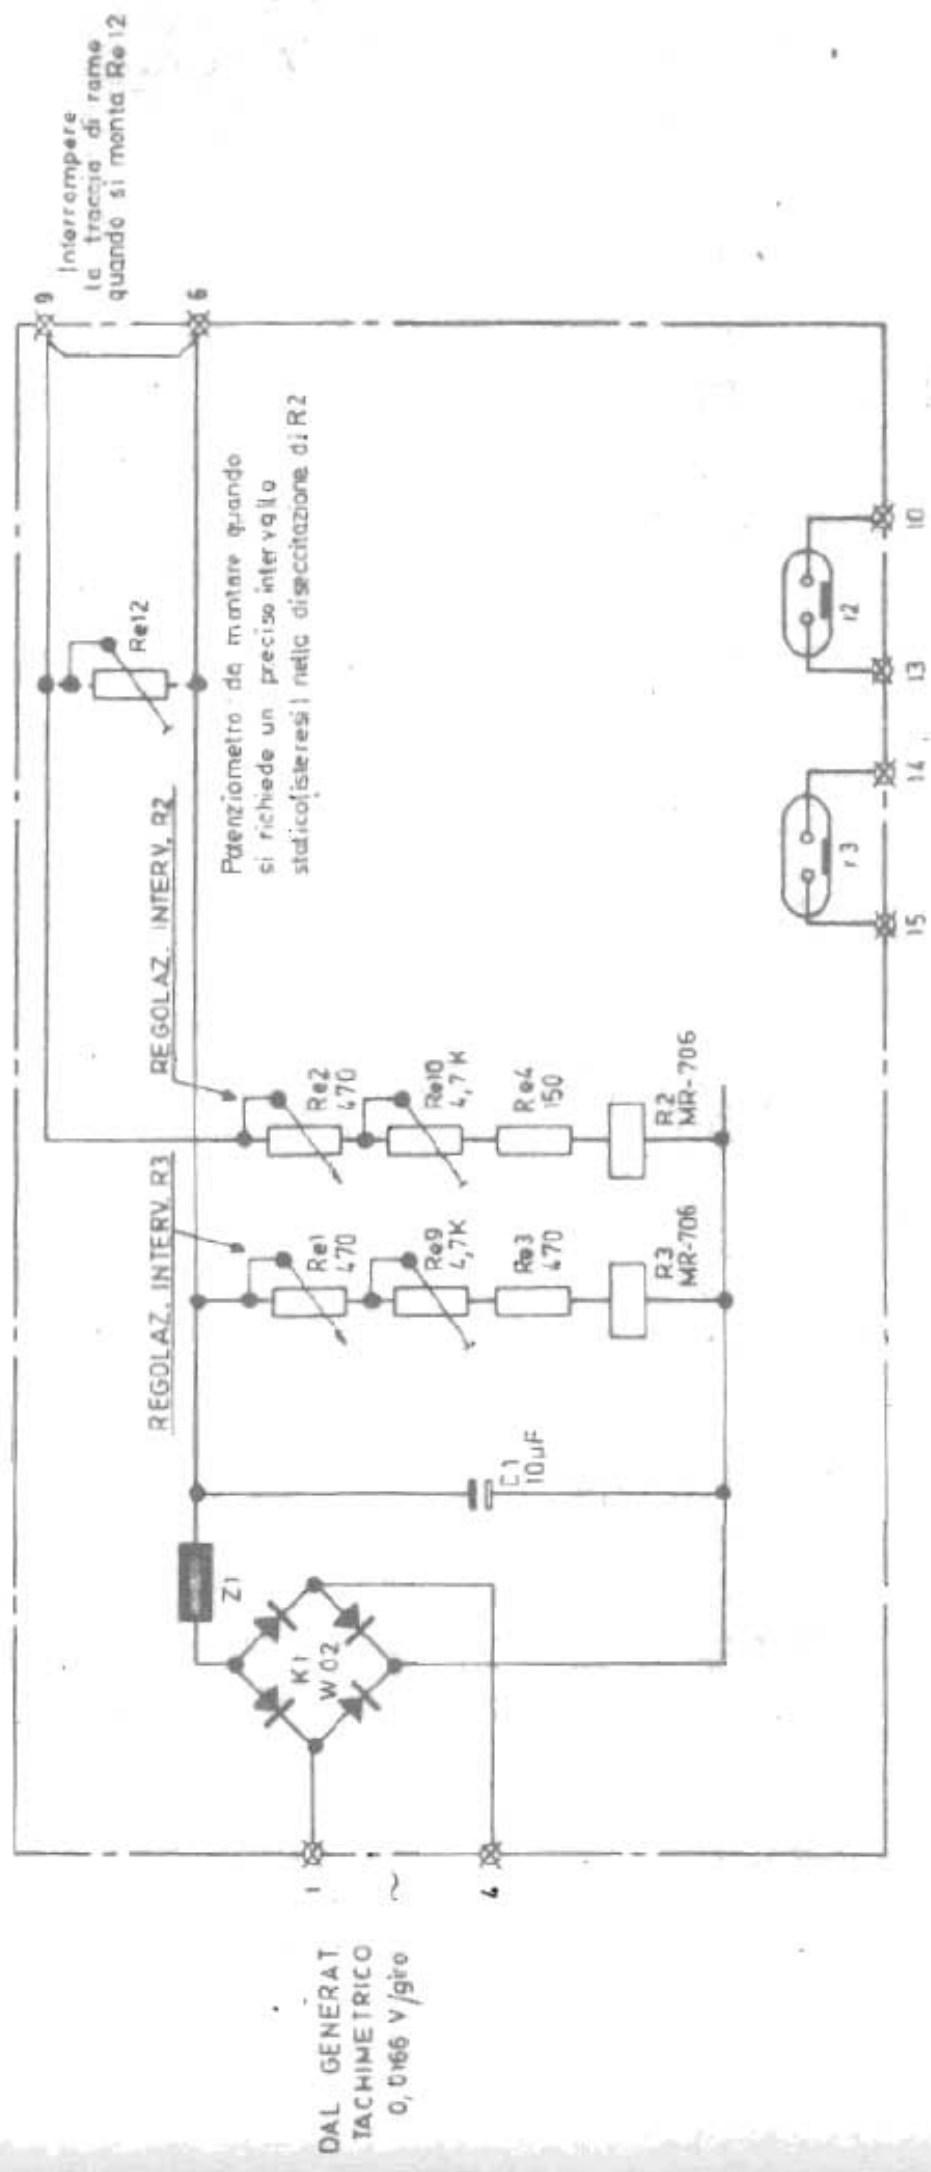 Interrompere
la traccia di rame
quando si monta Re12
9
6
Re12
Potenziometro da montare quando
si richiede un preciso intervallo
statico(isteresi) nella diseccitazione di R2
REGOLAZ. INTERV. R2
REGOLAZ. INTERV. R3
Re2
470
Re10
4,7K
Re4
150
R2
MR-706
Re1
470
Re9
4,7K
Re3
470
R3
MR-706
C1
10µF
Z1
K1
W02
1
~
4
DAL GENERAT.
TACHIMETRICO
0,0166 V/giro
r3
r2
15
14
13
10